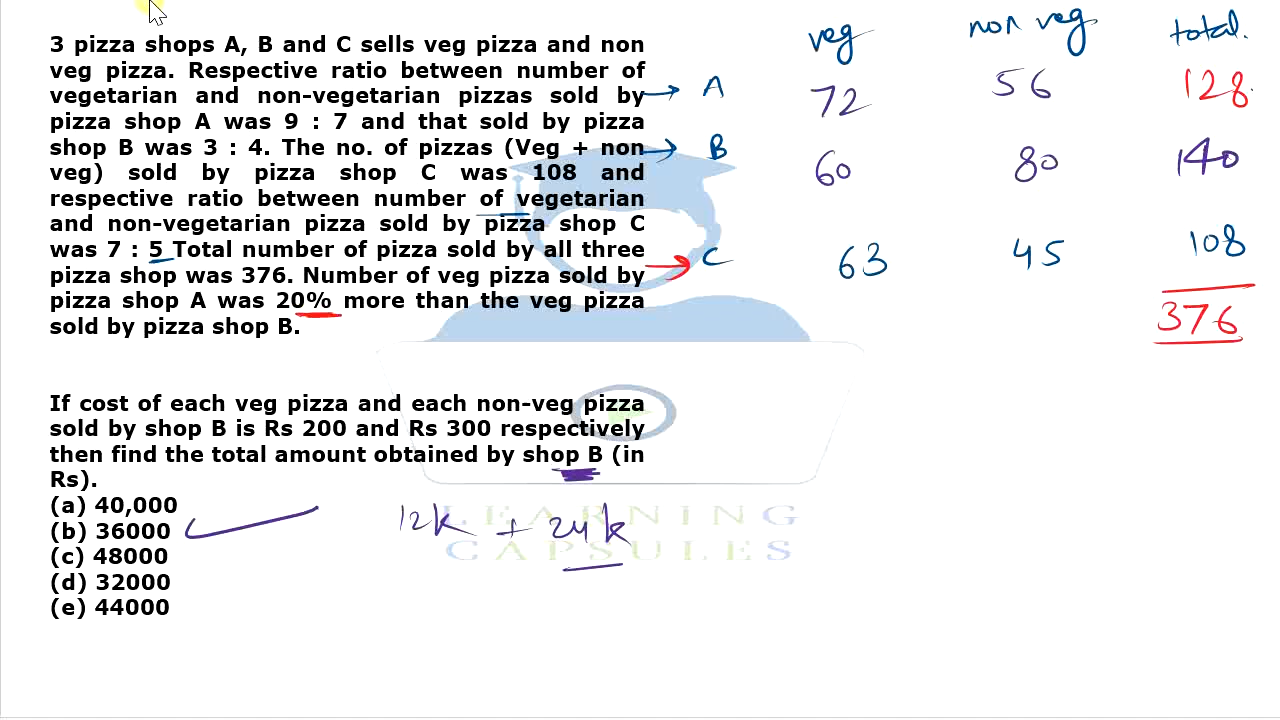 3 pizza shops A, B and C sells veg pizza and non
veg pizza. Respective ratio between number of
vegetarian and non-vegetarian pizzas sold by
pizza shop A was 9 : 7 and that sold by pizza
shop B was 3 : 4. The no. of pizzas (Veg + non
veg) sold by pizza shop C was 108 and
respective ratio between number of vegetarian
and non-vegetarian pizza sold by pizza shop C
was 7 : 5 Total number of pizza sold by all three
pizza shop was 376. Number of veg pizza sold by
pizza shop A was 20% more than the veg pizza
sold by pizza shop B.
veg non veg total.
A 72 56 128
B 60 80 140
C 63 45 108
376
If cost of each veg pizza and each non-veg pizza
sold by shop B is Rs 200 and Rs 300 respectively
then find the total amount obtained by shop B (in
Rs).
(a) 40,000
(b) 36000
(c) 48000
(d) 32000
(e) 44000
12k + 24k
LEARNING
CAPSULES